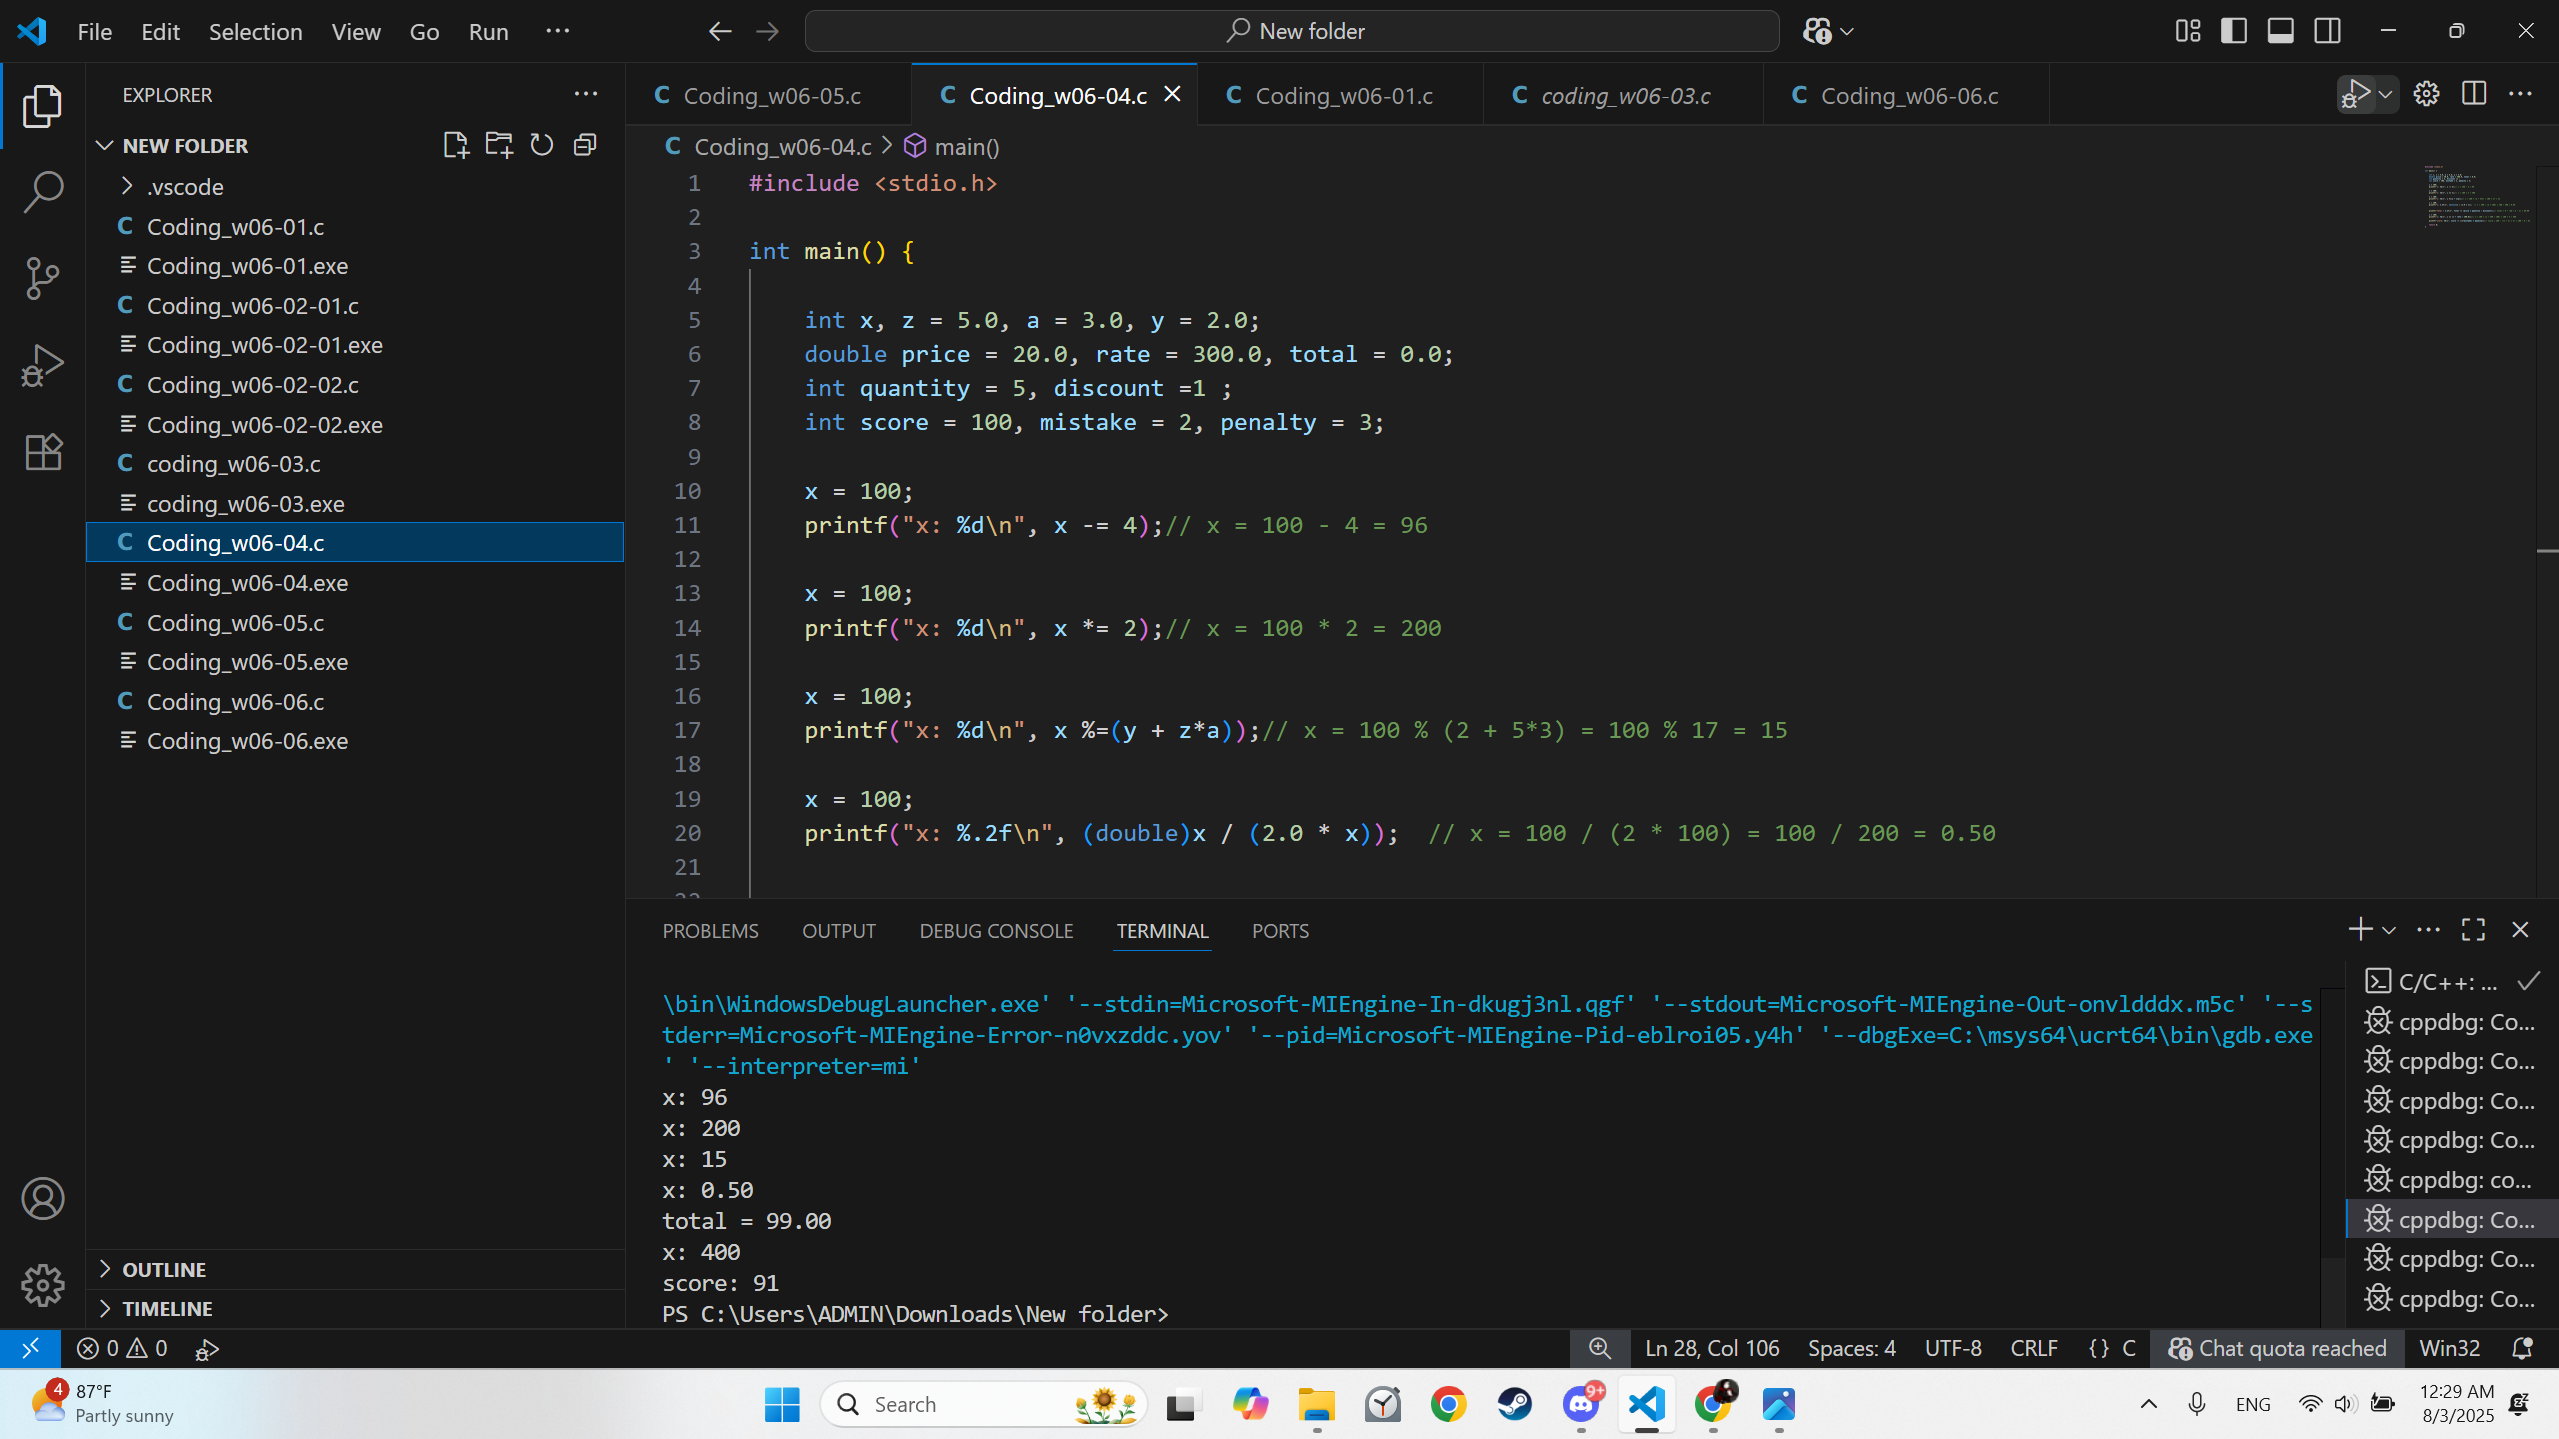 File Edit Selection View Go Run ···
New folder
EXPLORER
NEW FOLDER
.vscode
C Coding_w06-01.c
Coding_w06-01.exe
C Coding_w06-02-01.c
Coding_w06-02-01.exe
C Coding_w06-02-02.c
Coding_w06-02-02.exe
C coding_w06-03.c
coding_w06-03.exe
C Coding_w06-04.c
Coding_w06-04.exe
C Coding_w06-05.c
Coding_w06-05.exe
C Coding_w06-06.c
Coding_w06-06.exe
OUTLINE
TIMELINE
C Coding_w06-05.c C Coding_w06-04.c C Coding_w06-01.c C coding_w06-03.c C Coding_w06-06.c
C Coding_w06-04.c > main()
1 #include <stdio.h>
2
3 int main() {
4
5 int x, z = 5.0, a = 3.0, y = 2.0;
6 double price = 20.0, rate = 300.0, total = 0.0;
7 int quantity = 5, discount =1 ;
8 int score = 100, mistake = 2, penalty = 3;
9
10 x = 100;
11 printf("x: %d\n", x -= 4);// x = 100 - 4 = 96
12
13 x = 100;
14 printf("x: %d\n", x *= 2);// x = 100 * 2 = 200
15
16 x = 100;
17 printf("x: %d\n", x %=(y + z*a));// x = 100 % (2 + 5*3) = 100 % 17 = 15
18
19 x = 100;
20 printf("x: %.2f\n", (double)x / (2.0 * x));  // x = 100 / (2 * 100) = 100 / 200 = 0.50
21
PROBLEMS OUTPUT DEBUG CONSOLE TERMINAL PORTS
\bin\WindowsDebugLauncher.exe' '--stdin=Microsoft-MIEngine-In-dkugj3nl.qgf' '--stdout=Microsoft-MIEngine-Out-onvldddx.m5c' '--s
tderr=Microsoft-MIEngine-Error-n0vxzddc.yov' '--pid=Microsoft-MIEngine-Pid-eblroi05.y4h' '--dbgExe=C:\msys64\ucrt64\bin\gdb.exe
' '--interpreter=mi'
x: 96
x: 200
x: 15
x: 0.50
total = 99.00
x: 400
score: 91
PS C:\Users\ADMIN\Downloads\New folder>
C/C++: ...
cppdbg: Co...
cppdbg: Co...
cppdbg: Co...
cppdbg: Co...
cppdbg: co...
cppdbg: Co...
cppdbg: Co...
cppdbg: Co...
0 0 Ln 28, Col 106 Spaces: 4 UTF-8 CRLF {} C Chat quota reached Win32
4 87°F
Partly sunny
Search
9+
ENG
12:29 AM
8/3/2025